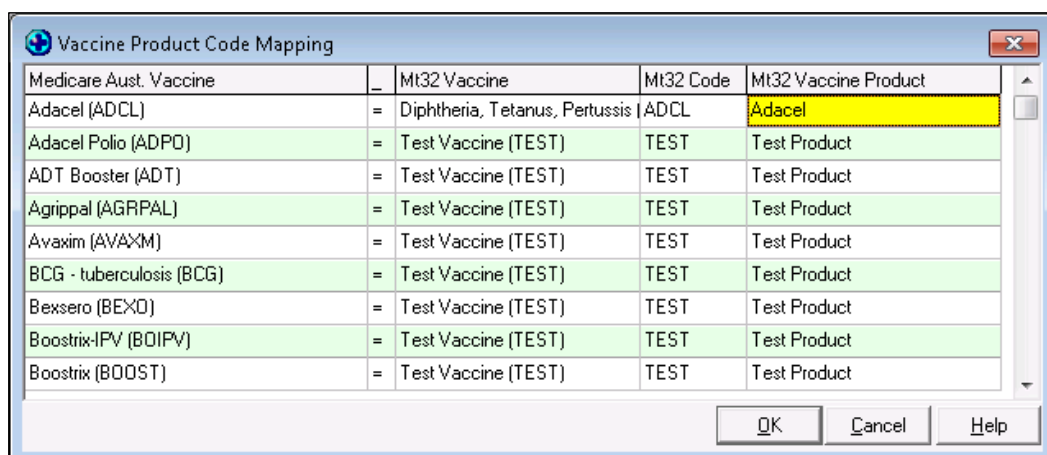 Vaccine Product Code Mapping
Medicare Aust. Vaccine _ Mt32 Vaccine Mt32 Code Mt32 Vaccine Product
Adacel (ADCL) = Diphtheria, Tetanus, Pertussis ( ADCL Adacel
Adacel Polio (ADPO) = Test Vaccine (TEST) TEST Test Product
ADT Booster (ADT) = Test Vaccine (TEST) TEST Test Product
Agrippal (AGRPAL) = Test Vaccine (TEST) TEST Test Product
Avaxim (AVAXM) = Test Vaccine (TEST) TEST Test Product
BCG - tuberculosis (BCG) = Test Vaccine (TEST) TEST Test Product
Bexsero (BEXO) = Test Vaccine (TEST) TEST Test Product
Boostrix-IPV (BOIPV) = Test Vaccine (TEST) TEST Test Product
Boostrix (BOOST) = Test Vaccine (TEST) TEST Test Product
OK Cancel Help